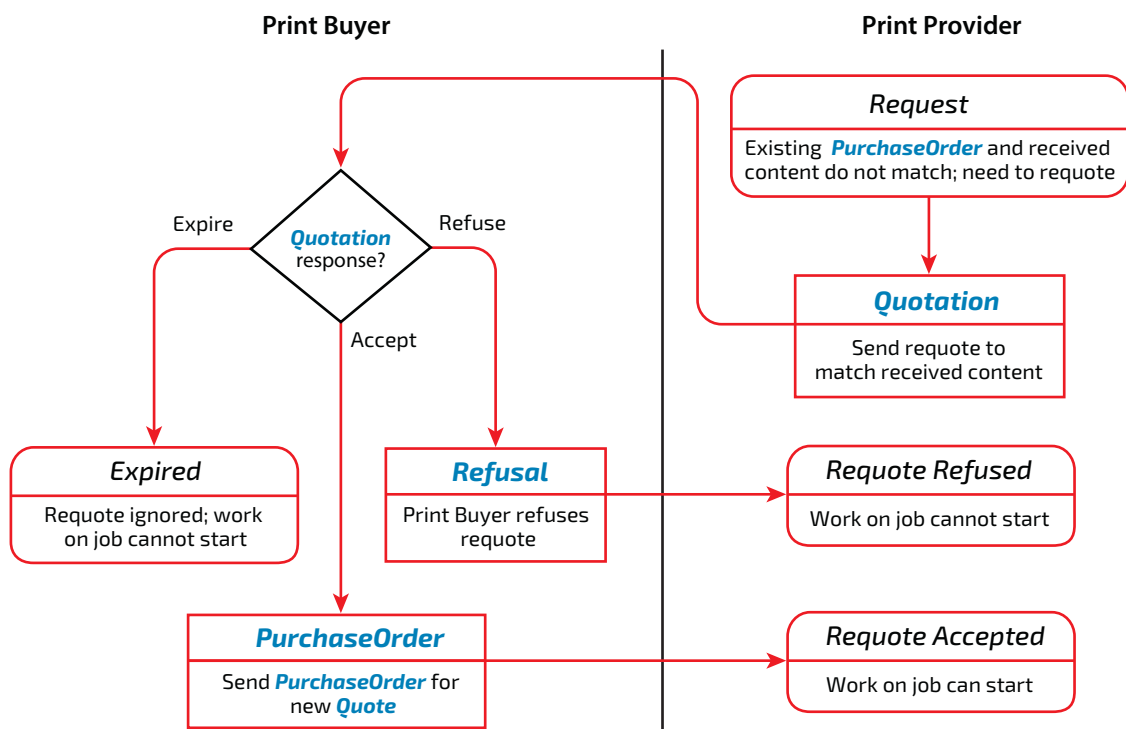 Print Buyer
Print Provider
Request
Existing PurchaseOrder and received
content do not match; need to requote
Expire
Refuse
Quotation
response?
Accept
Quotation
Send requote to
match received content
Expired
Requote ignored; work
on job cannot start
Refusal
Print Buyer refuses
requote
Requote Refused
Work on job cannot start
PurchaseOrder
Send PurchaseOrder for
new Quote
Requote Accepted
Work on job can start